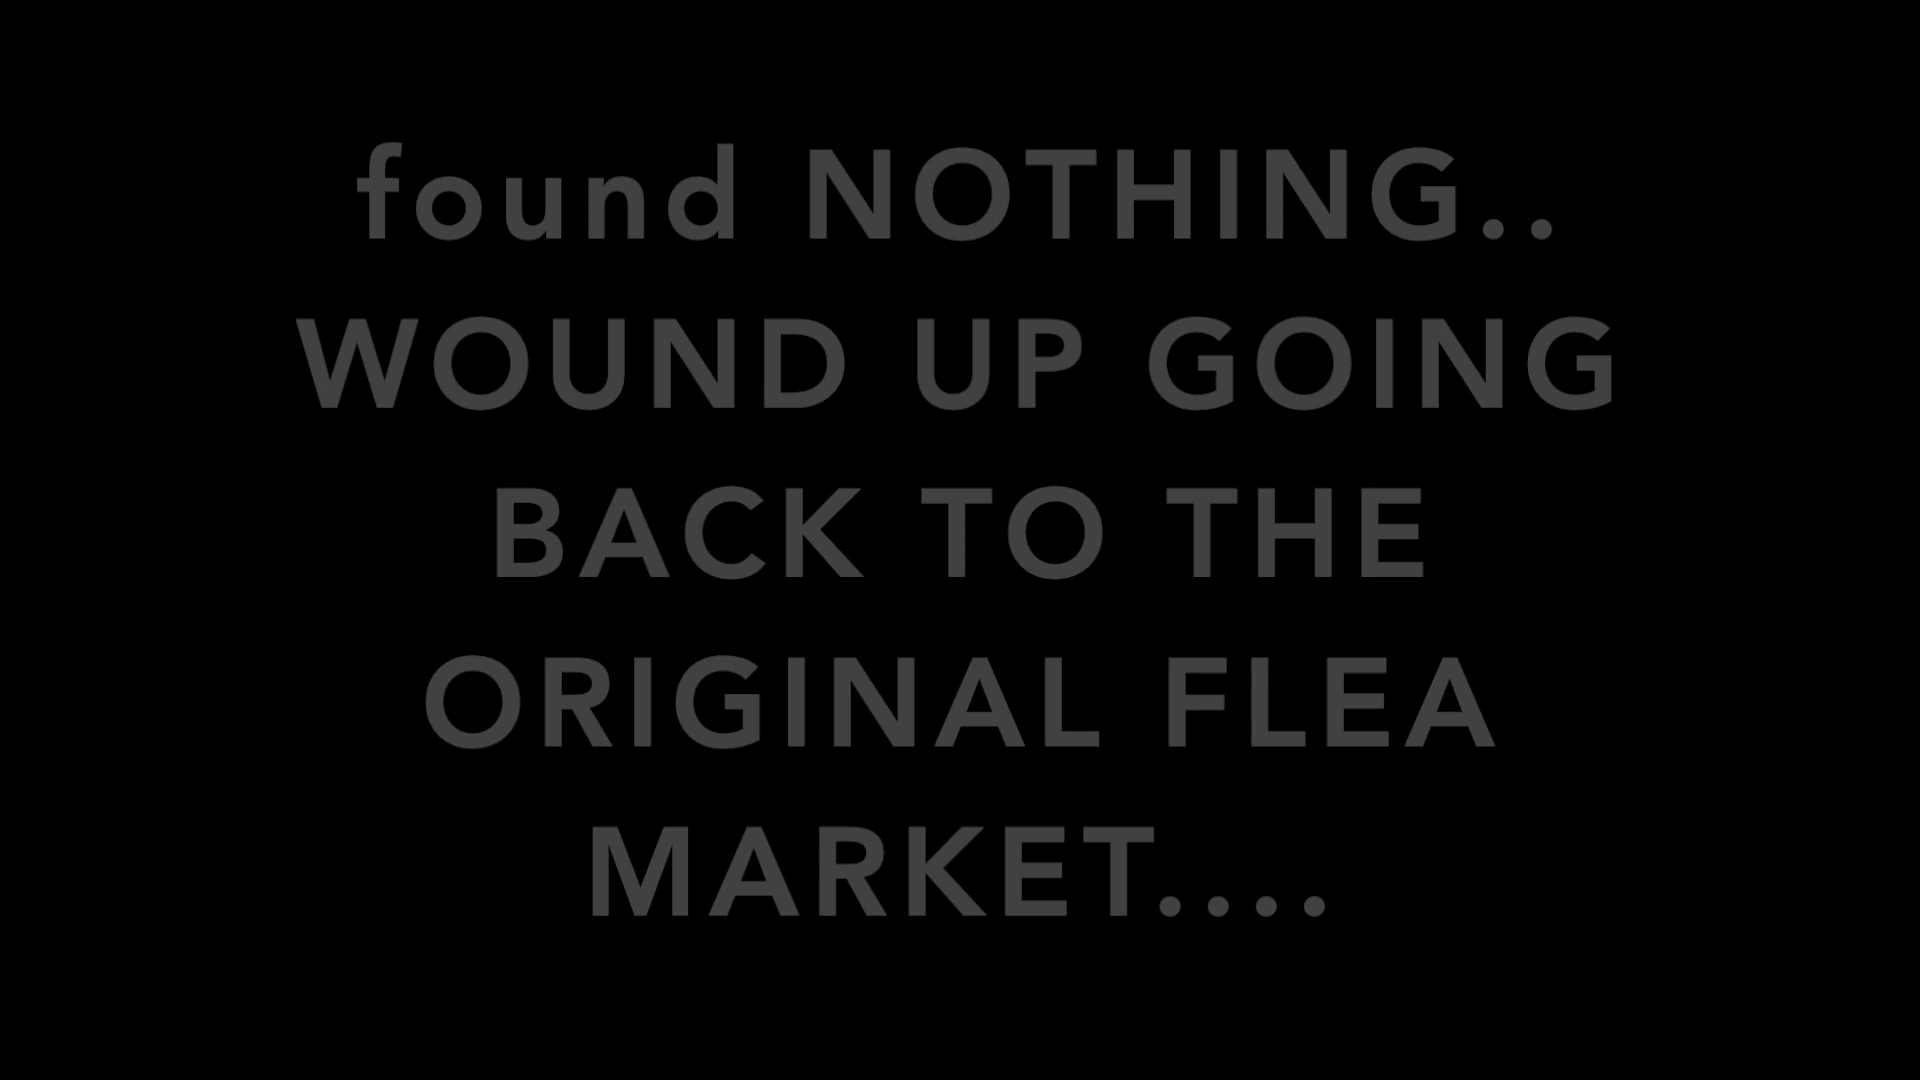 found NOTHING..
WOUND UP GOING
BACK TO THE
ORIGINAL FLEA
MARKET....